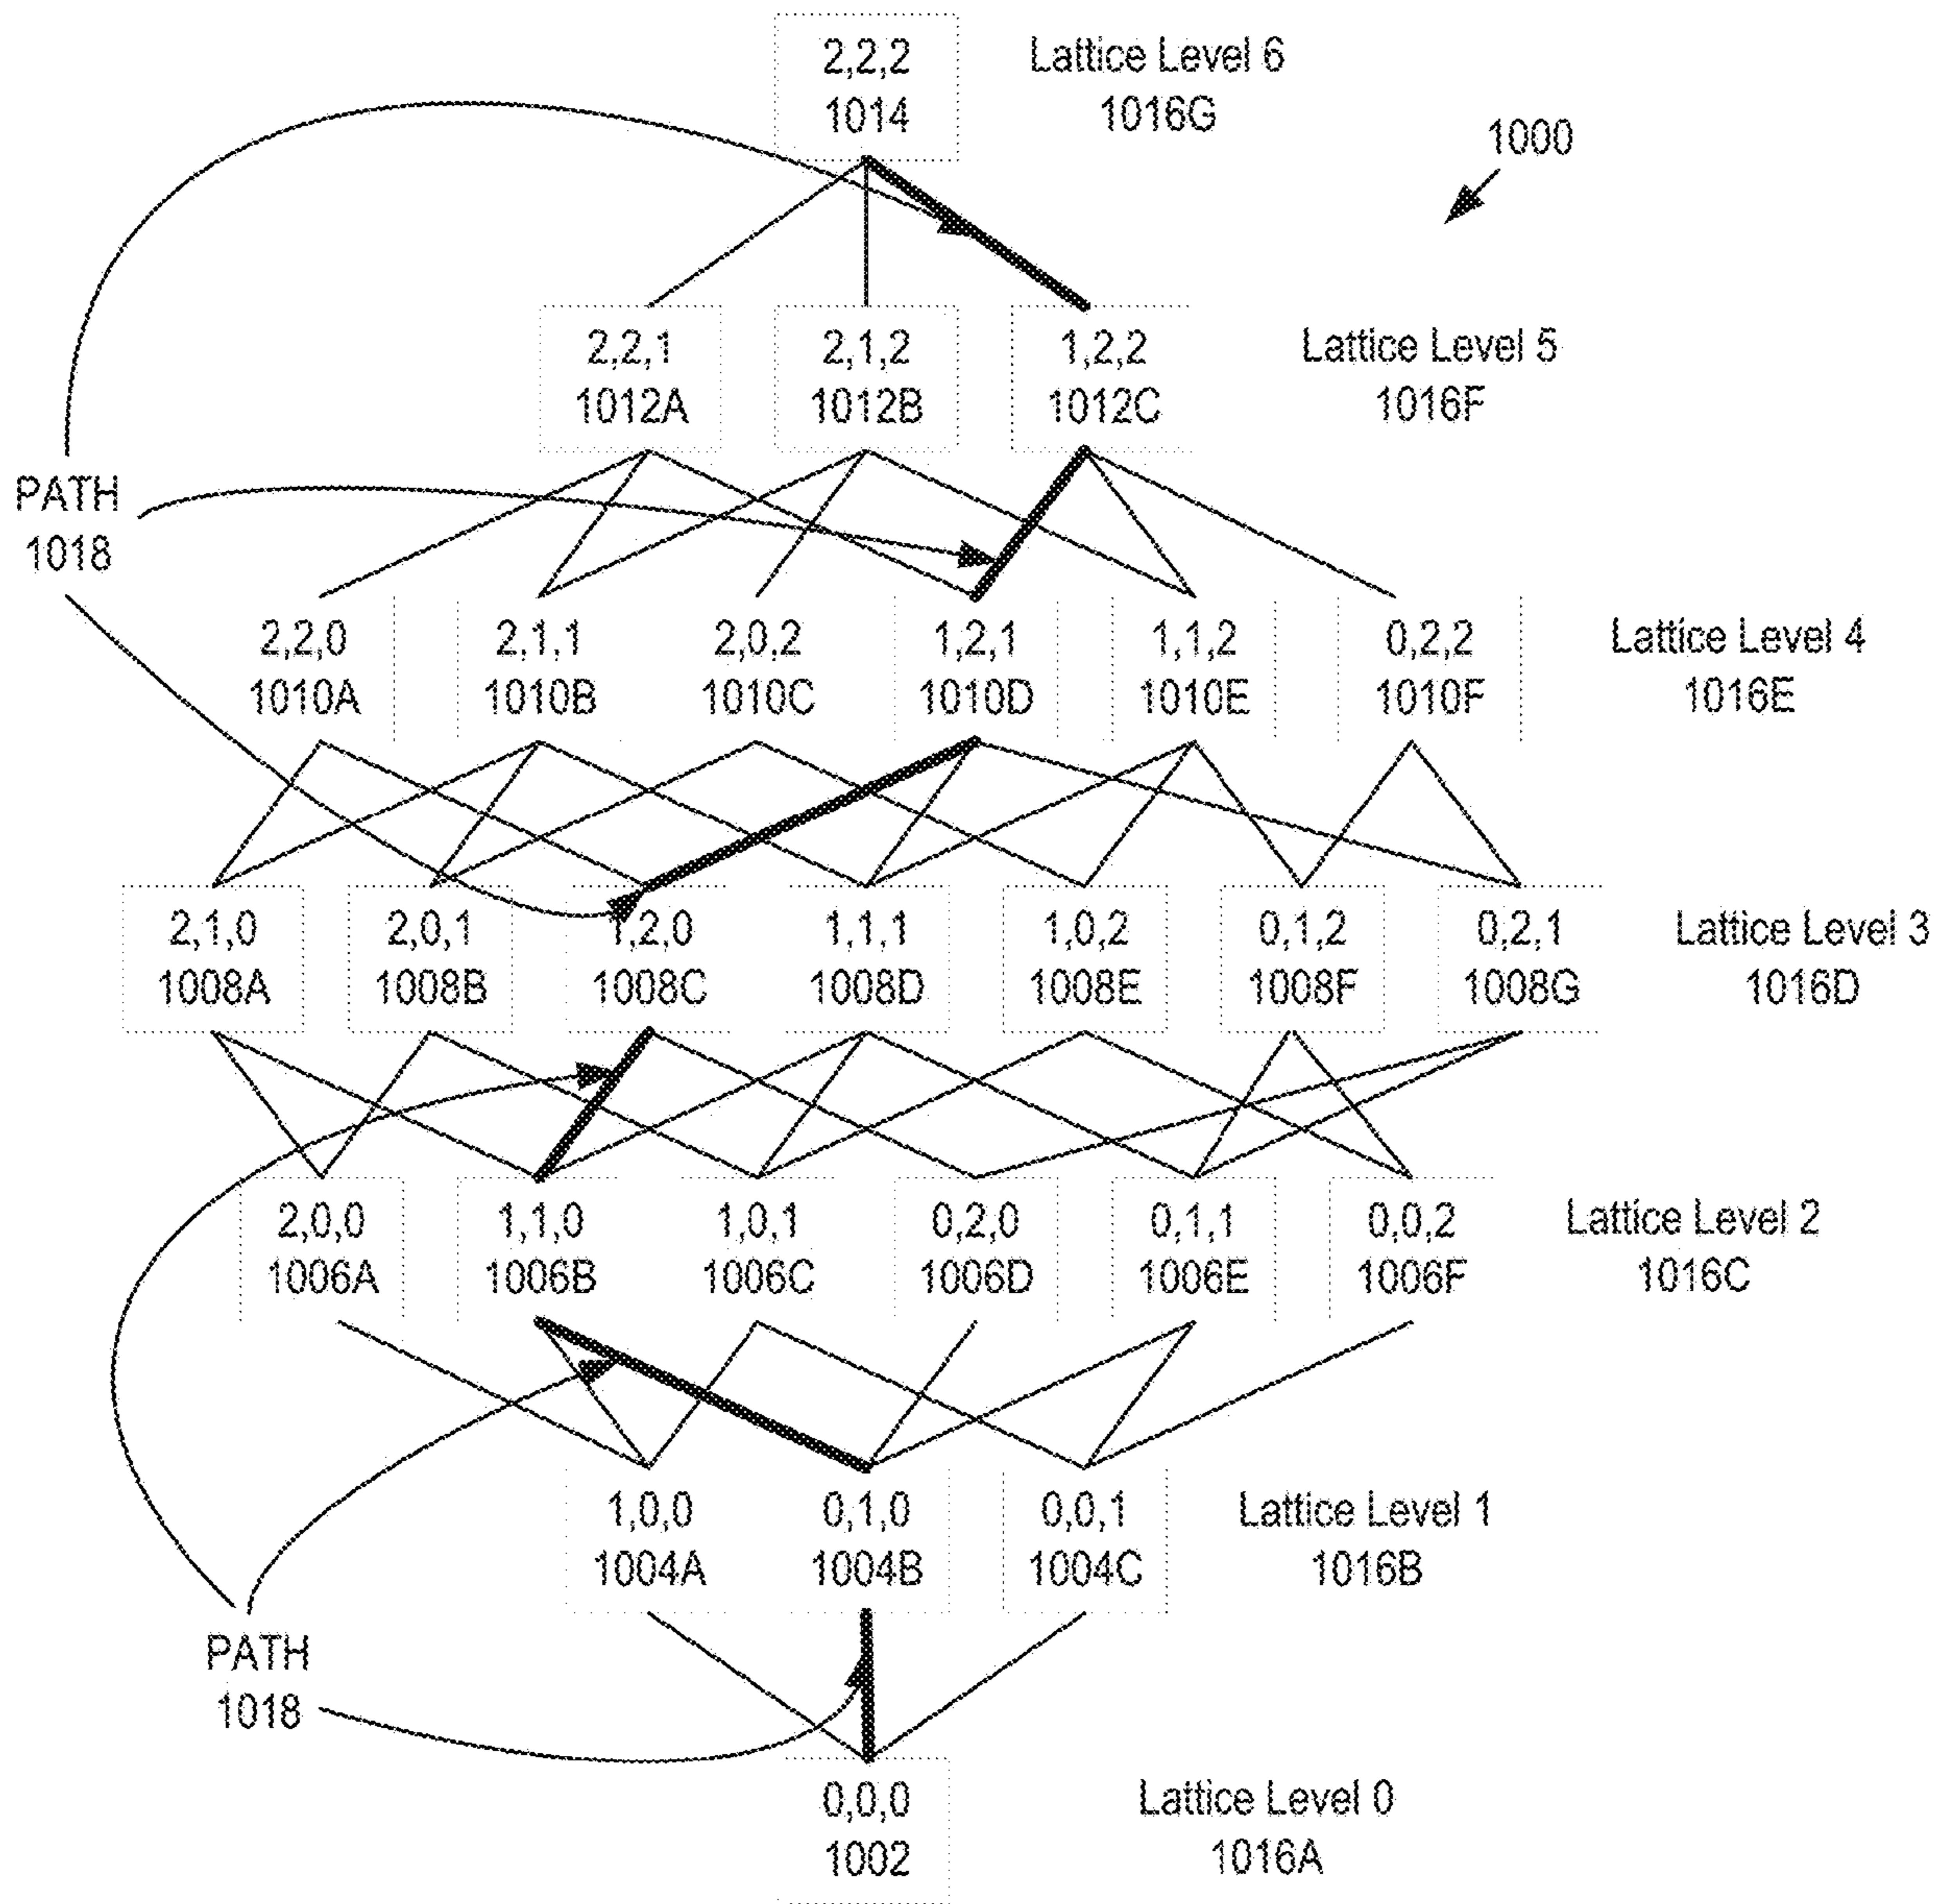 2,2,2
1014
Lattice Level 6
1016G
1000
2,2,1
1012A
2,1,2
1012B
1,2,2
1012C
Lattice Level 5
1016F
PATH
1018
2,2,0
1010A
2,1,1
1010B
2,0,2
1010C
1,2,1
1010D
1,1,2
1010E
0,2,2
1010F
Lattice Level 4
1016E
2,1,0
1008A
2,0,1
1008B
1,2,0
1008C
1,1,1
1008D
1,0,2
1008E
0,1,2
1008F
0,2,1
1008G
Lattice Level 3
1016D
2,0,0
1006A
1,1,0
1006B
1,0,1
1006C
0,2,0
1006D
0,1,1
1006E
0,0,2
1006F
Lattice Level 2
1016C
1,0,0
1004A
0,1,0
1004B
0,0,1
1004C
Lattice Level 1
1016B
PATH
1018
0,0,0
1002
Lattice Level 0
1016A